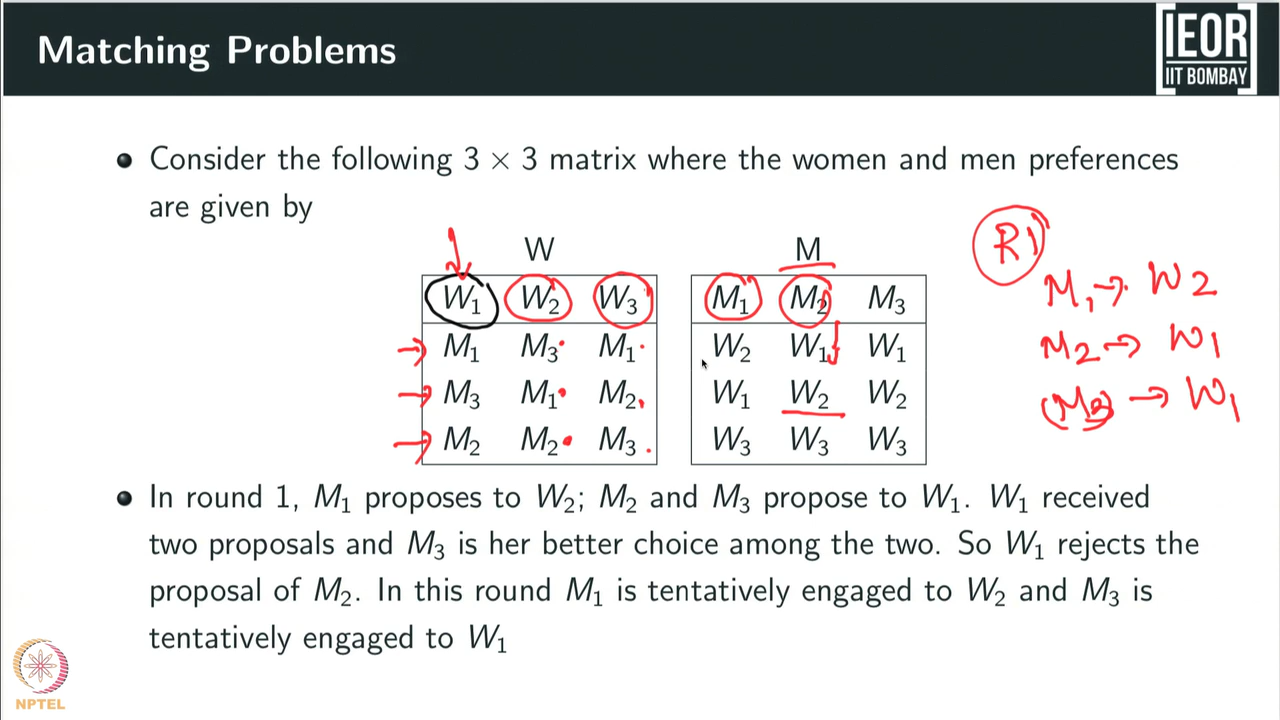 Matching Problems
IEOR
IIT BOMBAY
• Consider the following 3 × 3 matrix where the women and men preferences
are given by
W M
W₁ W₂ W₃ M₁ M₂ M₃
M₁ M₃ M₁ W₂ W₁ W₁
M₃ M₁ M₂ W₁ W₂ W₂
M₂ M₂ M₃ W₃ W₃ W₃
R1
M₁ → W2
M2 → W₁
(M3) → W₁
• In round 1, M₁ proposes to W₂; M₂ and M₃ propose to W₁. W₁ received
two proposals and M₃ is her better choice among the two. So W₁ rejects the
proposal of M₂. In this round M₁ is tentatively engaged to W₂ and M₃ is
tentatively engaged to W₁
NPTEL